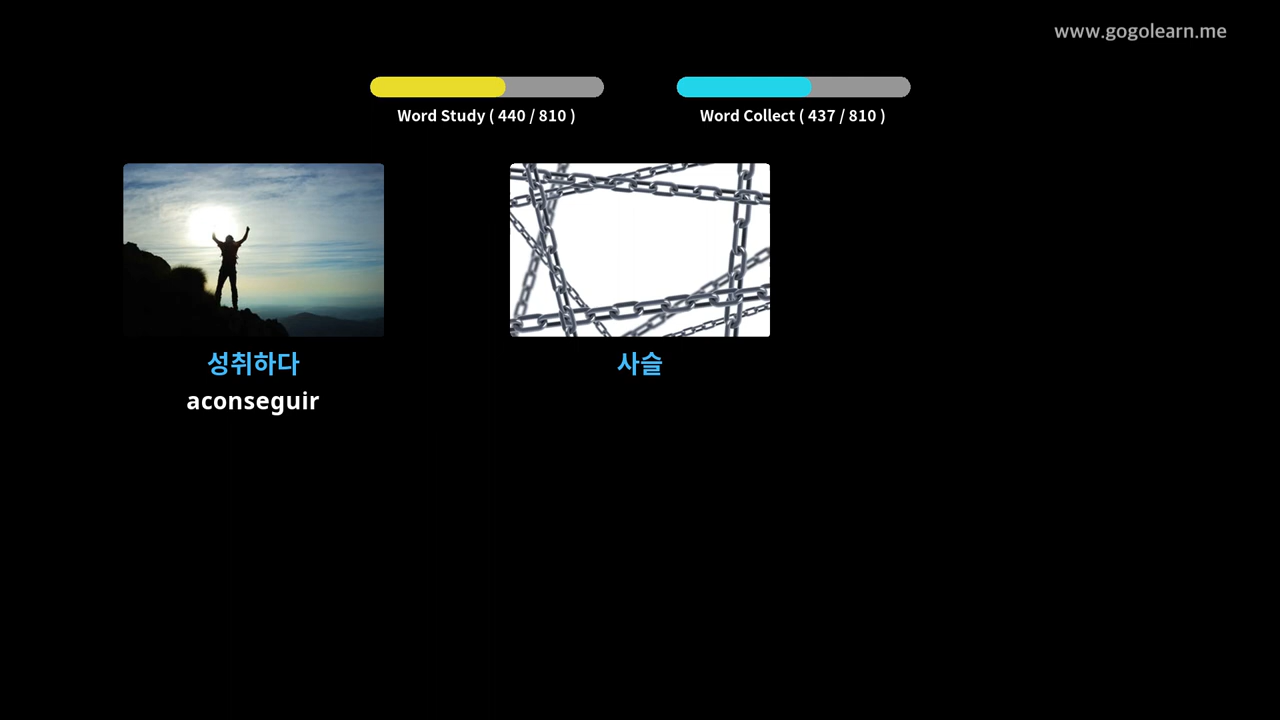 www.gogolearn.me
Word Study ( 440 / 810 )
Word Collect ( 437 / 810 )
성취하다
사슬
aconseguir